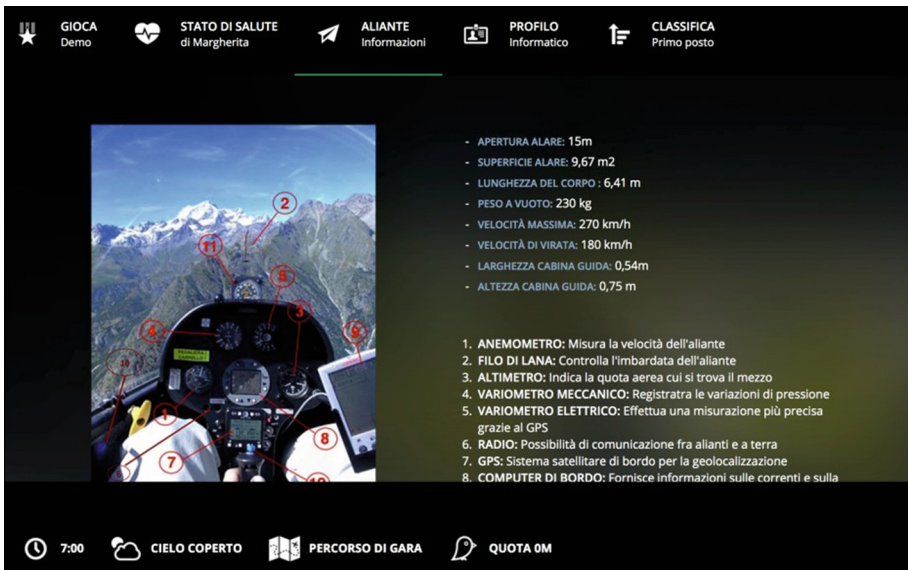 GIOCA
Demo
STATO DI SALUTE
di Margherita
ALIANTE
Informazioni
PROFILO
Informatico
CLASSIFICA
Primo posto
- APERTURA ALARE: 15m
- SUPERFICIE ALARE: 9,67 m2
- LUNGHEZZA DEL CORPO : 6,41 m
- PESO A VUOTO: 230 kg
- VELOCITÀ MASSIMA: 270 km/h
- VELOCITÀ DI VIRATA: 180 km/h
- LARGHEZZA CABINA GUIDA: 0,54m
- ALTEZZA CABINA GUIDA: 0,75 m
2
11
5
3
4
9
10
1
8
7
10
1. ANEMOMETRO: Misura la velocità dell'aliante
2. FILO DI LANA: Controlla l'imbardata dell'aliante
3. ALTIMETRO: Indica la quota aerea cui si trova il mezzo
4. VARIOMETRO MECCANICO: Registratra le variazioni di pressione
5. VARIOMETRO ELETTRICO: Effettua una misurazione più precisa
grazie al GPS
6. RADIO: Possibilità di comunicazione fra alianti e a terra
7. GPS: Sistema satellitare di bordo per la geolocalizzazione
8. COMPUTER DI BORDO: Fornisce informazioni sulle correnti e sulla
7:00
CIELO COPERTO
PERCORSO DI GARA
QUOTA 0M